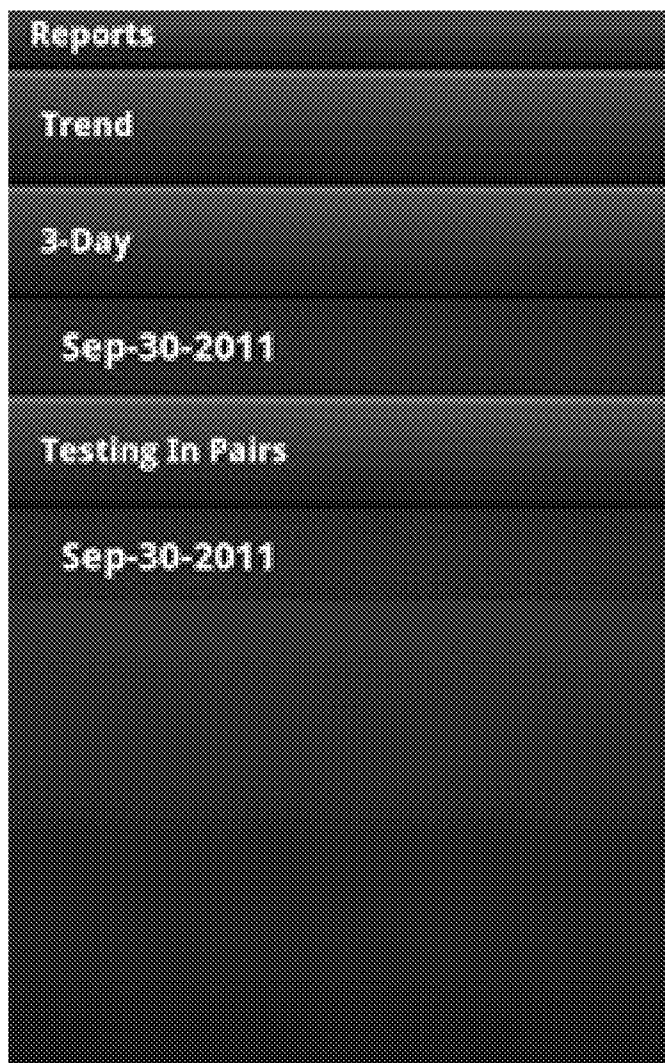 Reports
Trend
3-Day
Sep-30-2011
Testing In Pairs
Sep-30-2011